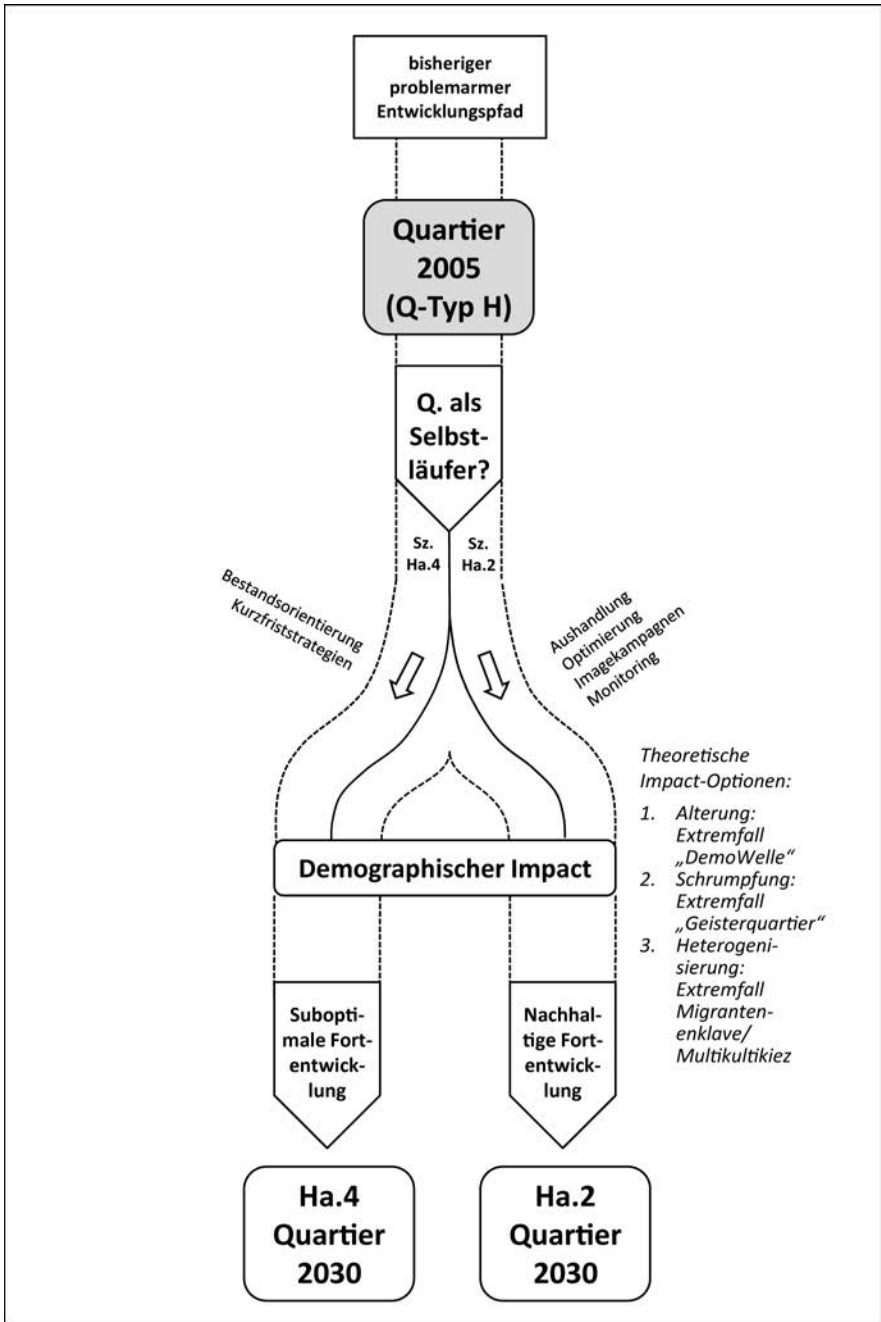 bisheriger
problemarmer
Entwicklungspfad
Quartier
2005
(Q-Typ H)
Q. als
Selbst-
läufer?
Sz.
Ha.4
Sz.
Ha.2
Bestandsorientierung
Kurzfriststrategien
Aushandlung
Optimierung
Imagekampagnen
Monitoring
Theoretische
Impact-Optionen:
1. Alterung:
Extremfall
„DemoWelle“
2. Schrumpfung:
Extremfall
„Geisterquartier“
3. Heterogeni-
sierung:
Extremfall
Migranten-
enklave/
Multikultikiez
Demographischer Impact
Subopti-
male Fort-
entwick-
lung
Nachhal-
tige Fort-
entwick-
lung
Ha.4
Quartier
2030
Ha.2
Quartier
2030